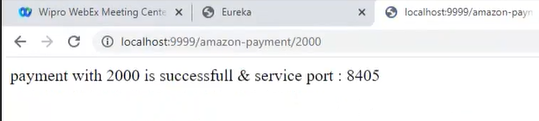 Wipro WebEx Meeting Cente
Eureka
localhost:9999/amazon-payn
localhost:9999/amazon-payment/2000
payment with 2000 is successfull & service port : 8405